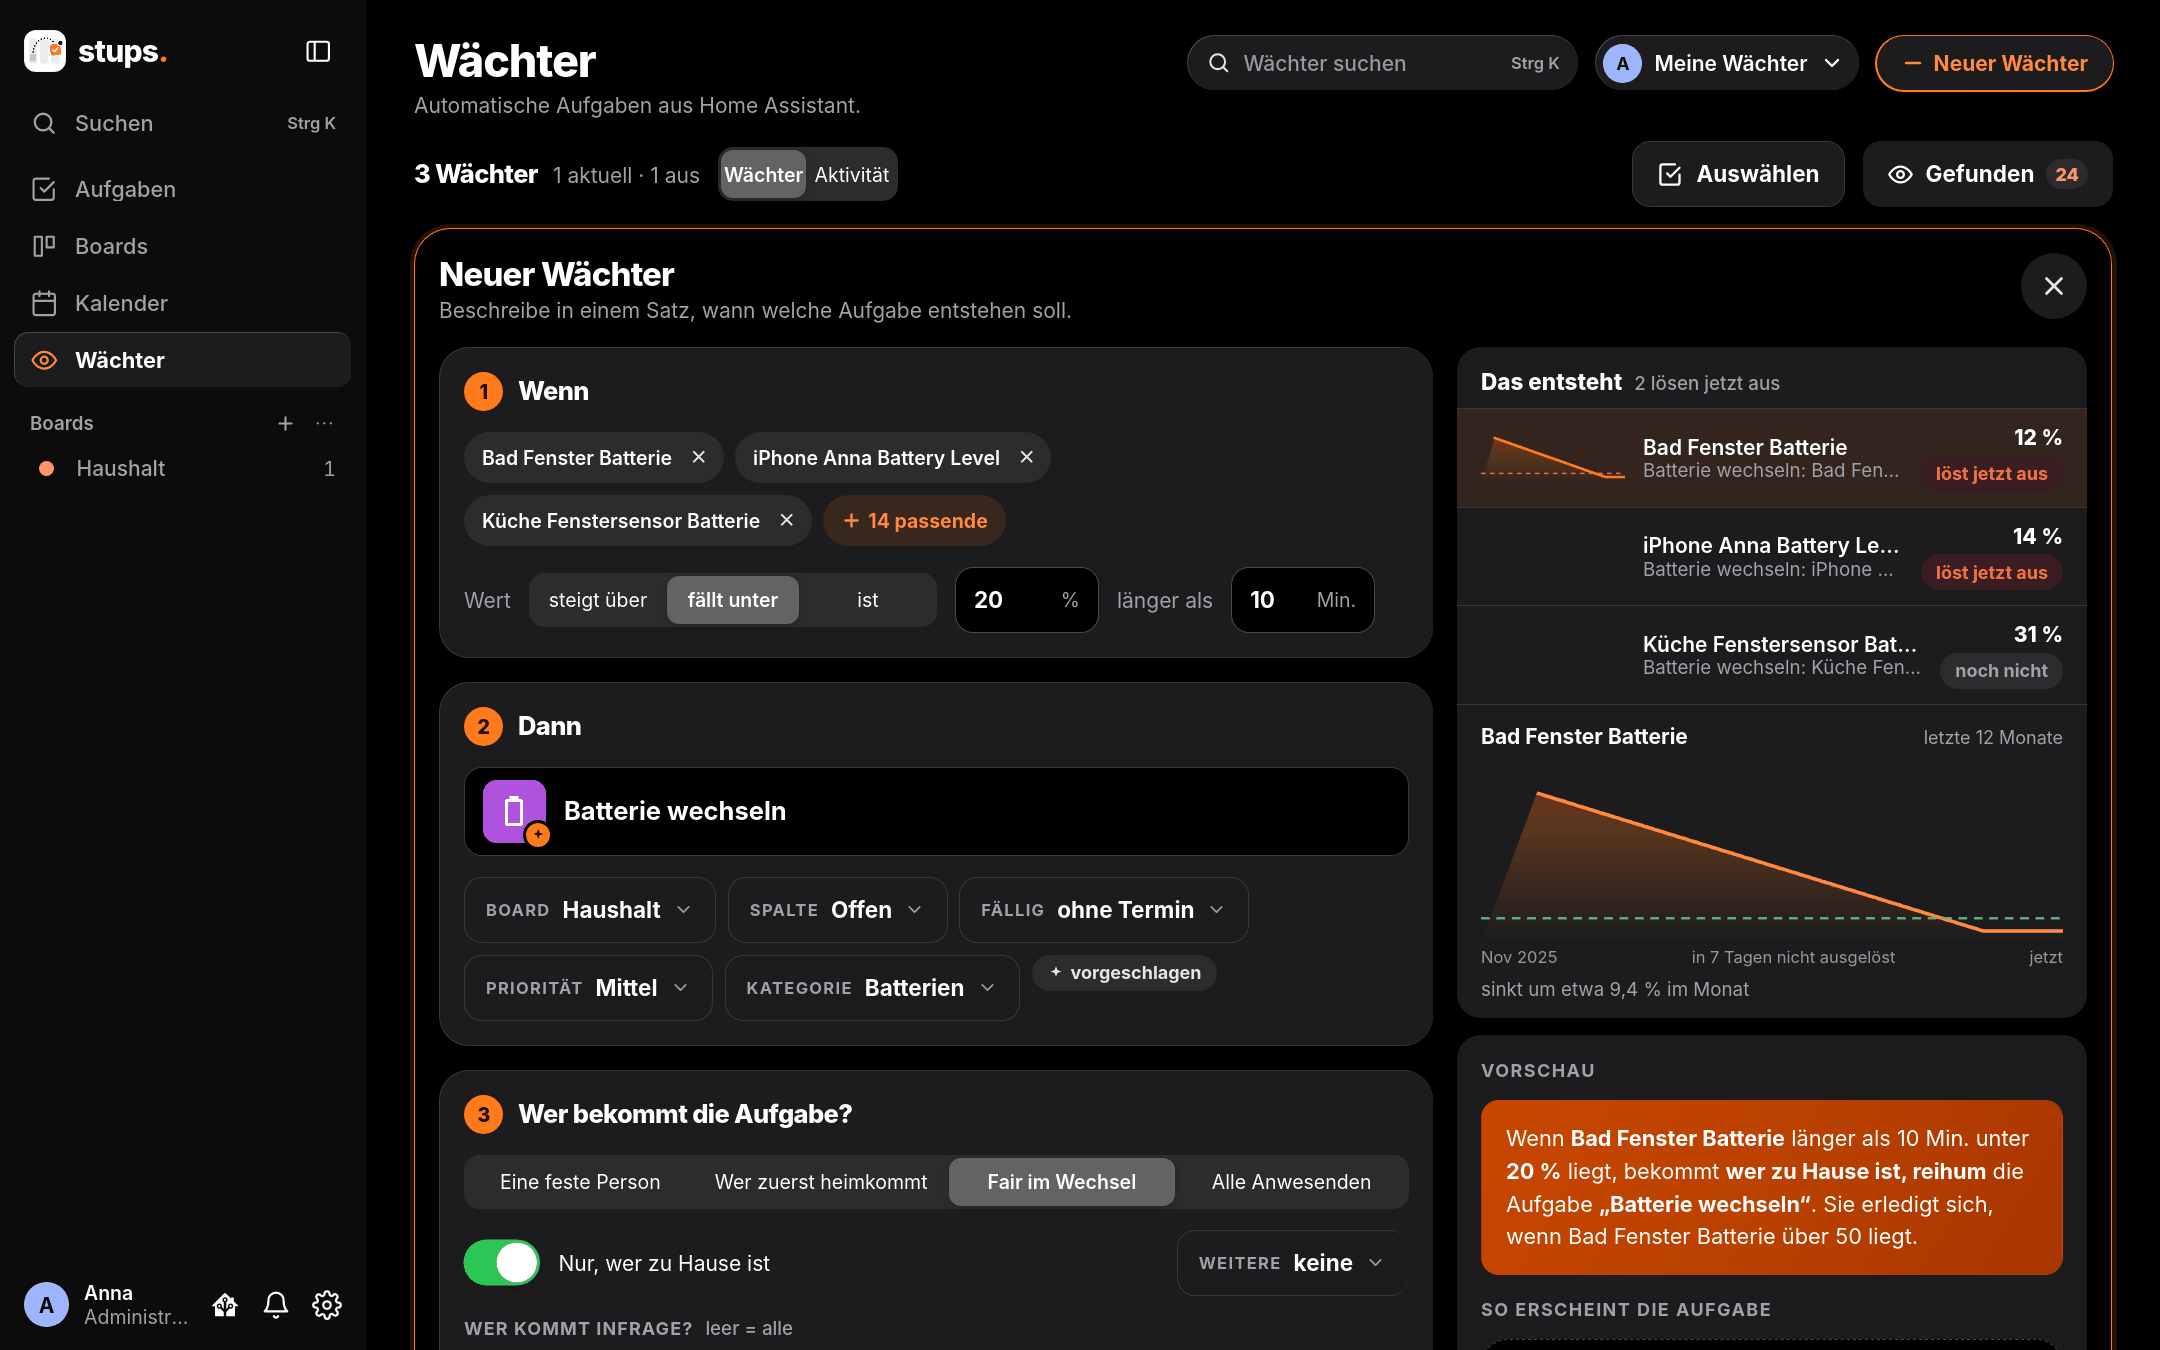 stups.
Suchen Strg K
Aufgaben
Boards
Kalender
Wächter
Boards
Haushalt 1
A Anna
Administr...
Wächter
Automatische Aufgaben aus Home Assistant.
Wächter suchen Strg K
A Meine Wächter
Neuer Wächter
3 Wächter 1 aktuell · 1 aus
Wächter Aktivität
Auswählen
Gefunden 24
Neuer Wächter
Beschreibe in einem Satz, wann welche Aufgabe entstehen soll.
1 Wenn
Bad Fenster Batterie × iPhone Anna Battery Level ×
Küche Fenstersensor Batterie × + 14 passende
Wert steigt über fällt unter ist 20 % länger als 10 Min.
2 Dann
Batterie wechseln
BOARD Haushalt SPALTE Offen FÄLLIG ohne Termin
PRIORITÄT Mittel KATEGORIE Batterien vorgeschlagen
3 Wer bekommt die Aufgabe?
Eine feste Person Wer zuerst heimkommt Fair im Wechsel Alle Anwesenden
Nur, wer zu Hause ist WEITERE keine
WER KOMMT INFRAGE? leer = alle
Das entsteht 2 lösen jetzt aus
Bad Fenster Batterie 12 %
Batterie wechseln: Bad Fen... löst jetzt aus
iPhone Anna Battery Le... 14 %
Batterie wechseln: iPhone ... löst jetzt aus
Küche Fenstersensor Bat... 31 %
Batterie wechseln: Küche Fen... noch nicht
Bad Fenster Batterie letzte 12 Monate
Nov 2025 in 7 Tagen nicht ausgelöst jetzt
sinkt um etwa 9,4 % im Monat
VORSCHAU
Wenn Bad Fenster Batterie länger als 10 Min. unter
20 % liegt, bekommt wer zu Hause ist, reihum die
Aufgabe „Batterie wechseln“. Sie erledigt sich,
wenn Bad Fenster Batterie über 50 liegt.
SO ERSCHEINT DIE AUFGABE